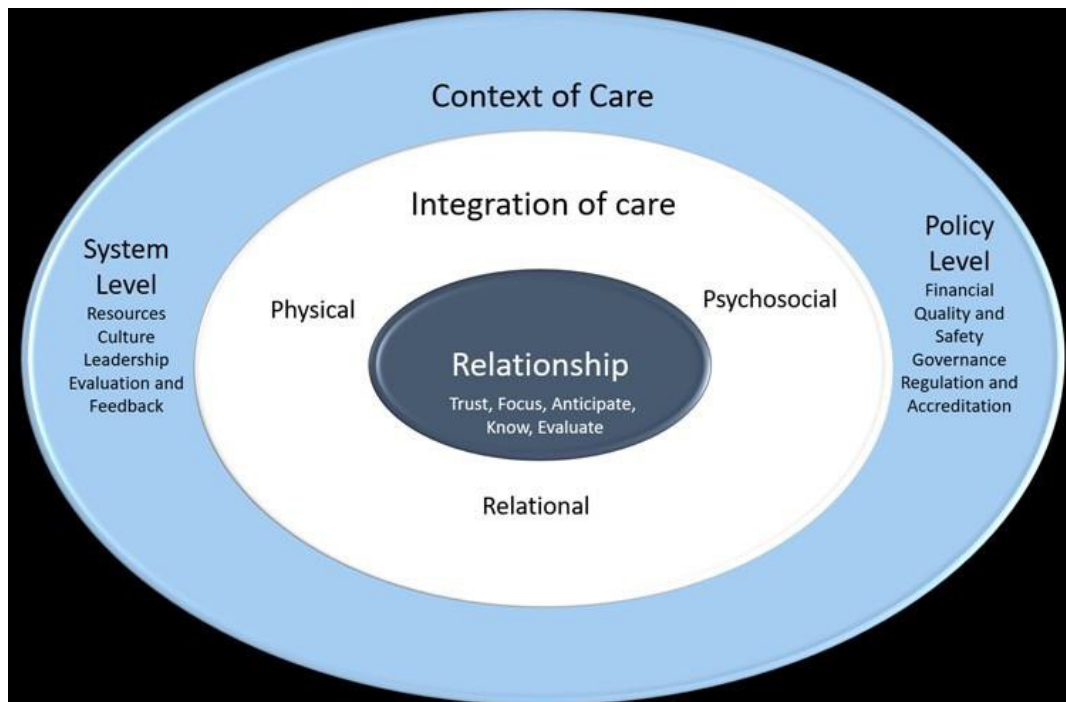 Context of Care
Integration of care
System
Level
Resources
Culture
Leadership
Evaluation and
Feedback
Policy
Level
Financial
Quality and
Safety
Governance
Regulation and
Accreditation
Physical
Psychosocial
Relationship
Trust, Focus, Anticipate,
Know, Evaluate
Relational